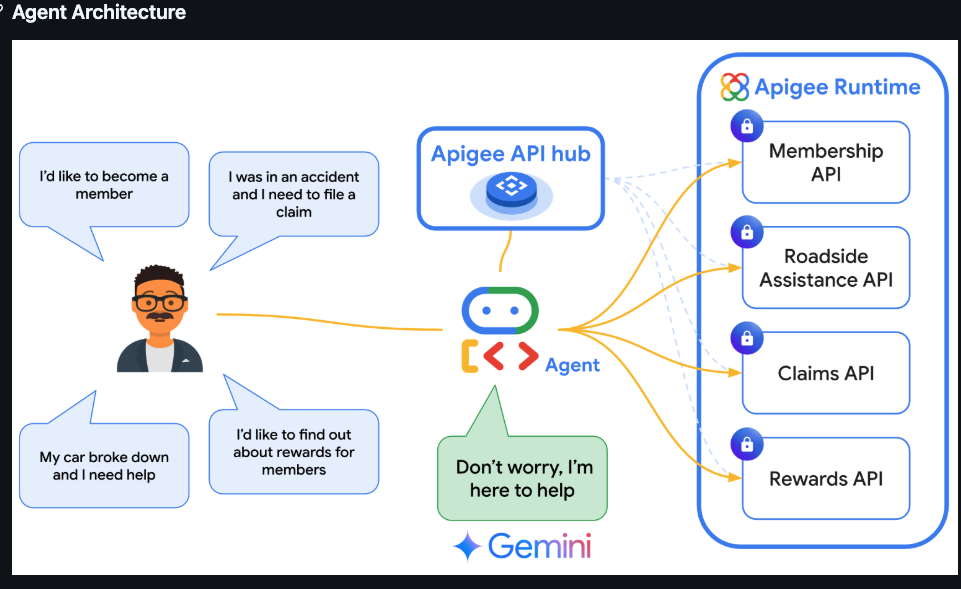 Agent Architecture
I'd like to become a
member
I was in an accident
and I need to file a
claim
My car broke down
and I need help
I'd like to find out
about rewards for
members
Apigee API hub
Agent
Don't worry, I'm
here to help
Gemini
Apigee Runtime
Membership
API
Roadside
Assistance API
Claims API
Rewards API